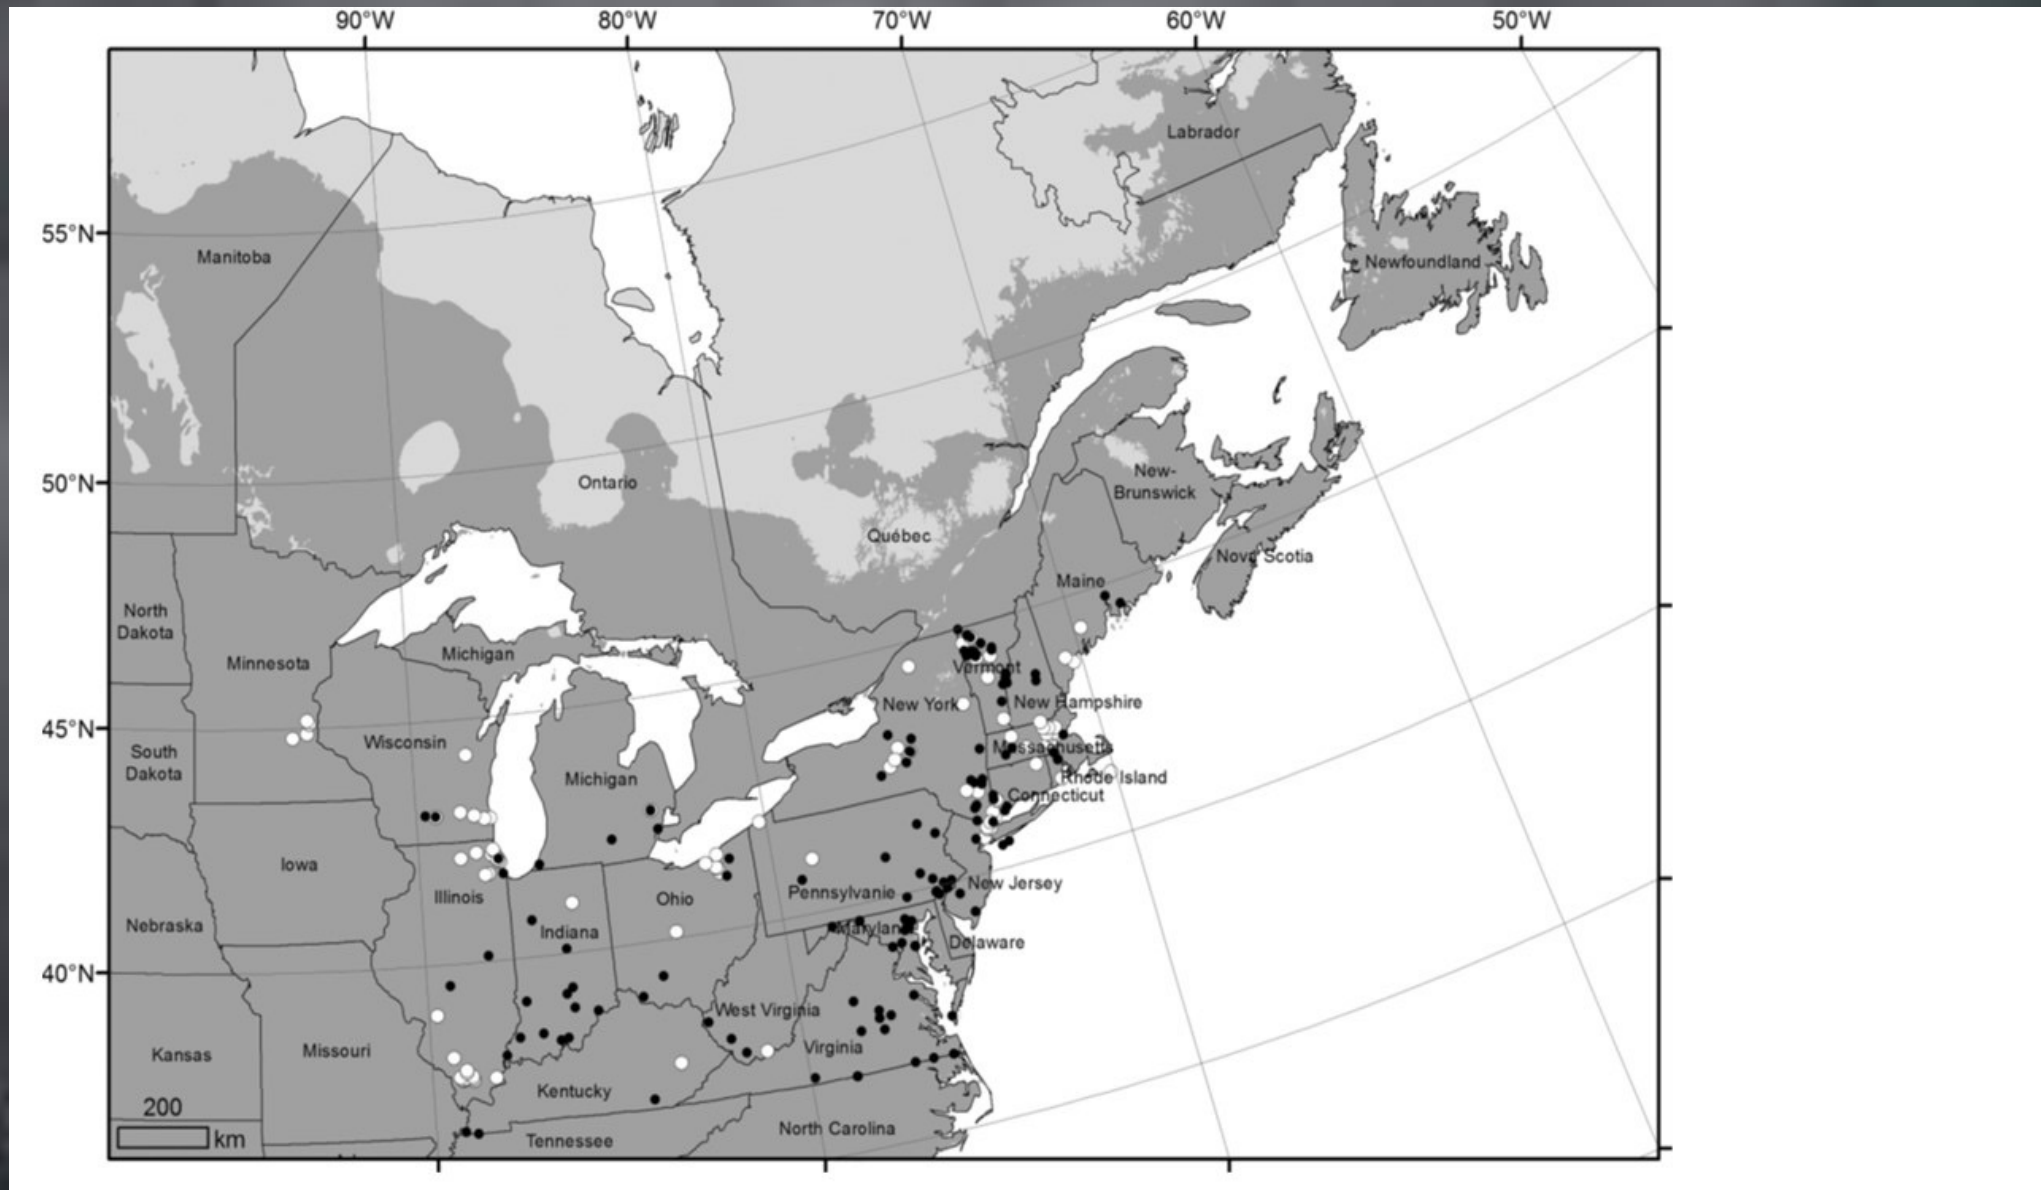 90°W
80°W
70°W
60°W
50°W
Labrador
55°N
Manitoba
Newfoundland
50°N
Ontario
New-
Brunswick
Québec
Nova Scotia
Maine
North
Dakota
Minnesota
Michigan
Vermont
New York
New Hampshire
45°N
South
Dakota
Wisconsin
Michigan
Massachusetts
Rhode Island
Connecticut
Iowa
Illinois
Ohio
Pennsylvanie
New Jersey
Nebraska
Indiana
Maryland
Delaware
40°N
West Virginia
Kansas
Missouri
Virginia
Kentucky
200
km
Tennessee
North Carolina